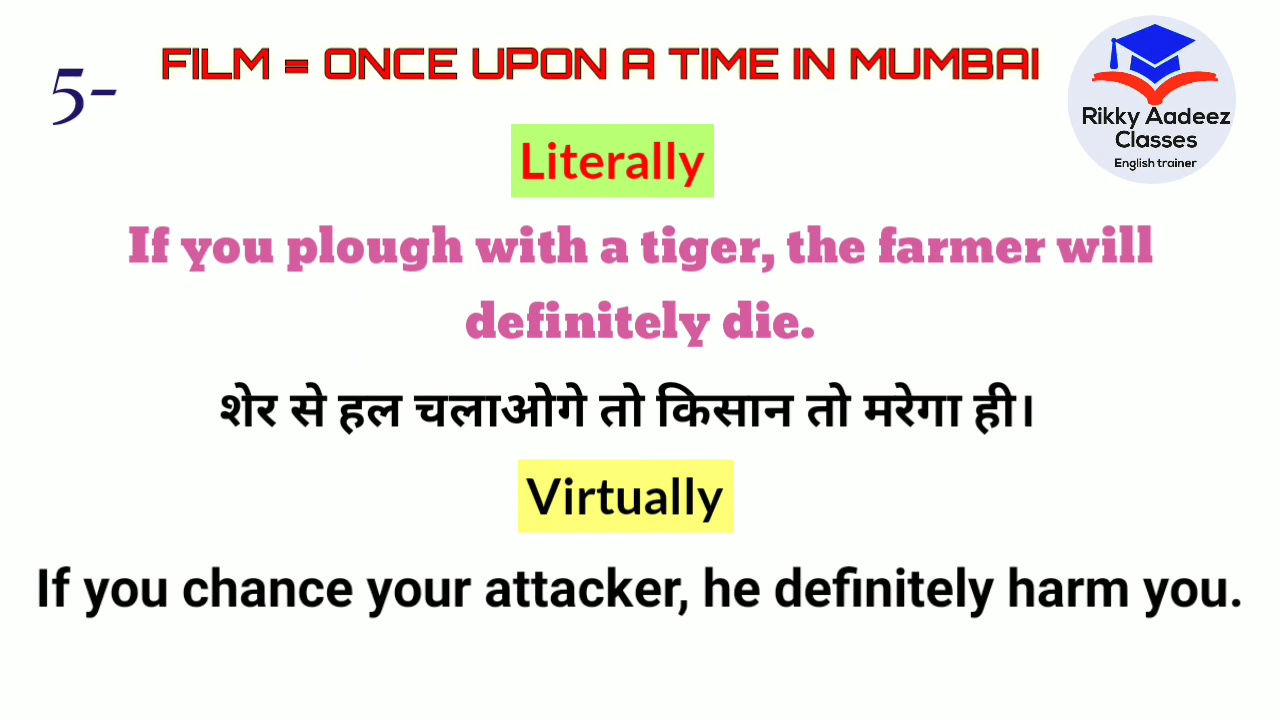 5-
FILM = ONCE UPON A TIME IN MUMBAI
Rikky Aadeez
Classes
English trainer
Literally
If you plough with a tiger, the farmer will
definitely die.
शेर से हल चलाओगे तो किसान तो मरेगा ही।
Virtually
If you chance your attacker, he definitely harm you.